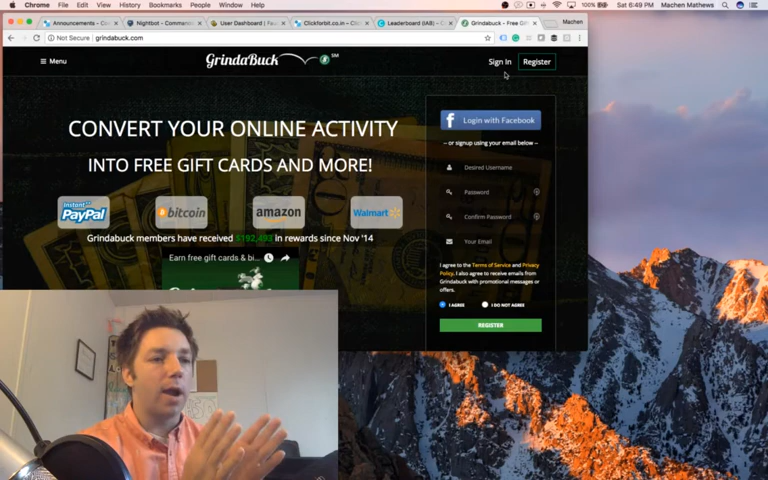 Chrome File Edit View History Bookmarks People Window Help
100% Sat 6:49 PM Machen Mathews
Announcements - C
Nightbot - Comman
User Dashboard | Fau
Clickforbit.co.in - C
Leaderboard (IAB) - C
Grindabuck - Free Gif
Machen
Not Secure grindabuck.com
Menu
GrindaBuck SM
Sign In Register
CONVERT YOUR ONLINE ACTIVITY
INTO FREE GIFT CARDS AND MORE!
Instant PayPal
bitcoin
amazon
Walmart
Grindabuck members have received $192,493 in rewards since Nov '14
Earn free gift cards & bi...
f Login with Facebook
-- or signup using your email below --
Desired Username
Password
Confirm Password
Your Email
I agree to the Terms of Service and Privacy
Policy. I also agree to receive emails from
Grindabuck with promotional messages or
offers.
I AGREE I DO NOT AGREE
REGISTER